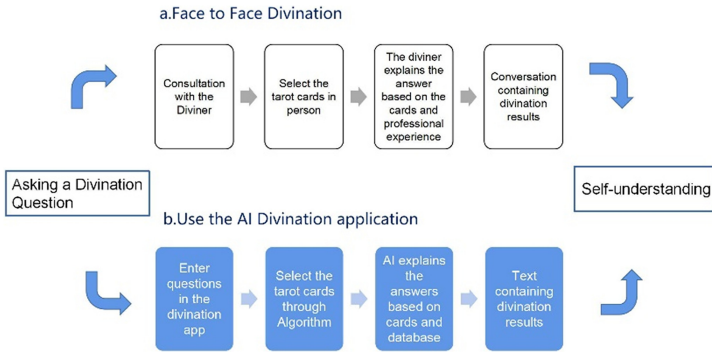 a.Face to Face Divination
Consultation
with the
Diviner
Select the
tarot cards in
person
The diviner
explains the
answer
based on the
cards and
professional
experience
Conversation
containing
divination
results
Asking a Divination
Question
Self-understanding
b.Use the AI Divination application
Enter
questions in
the divination
app
Select the
tarot cards
through
Algorithm
AI explains
the
answers
based on
cards and
database
Text
containing
divination
results